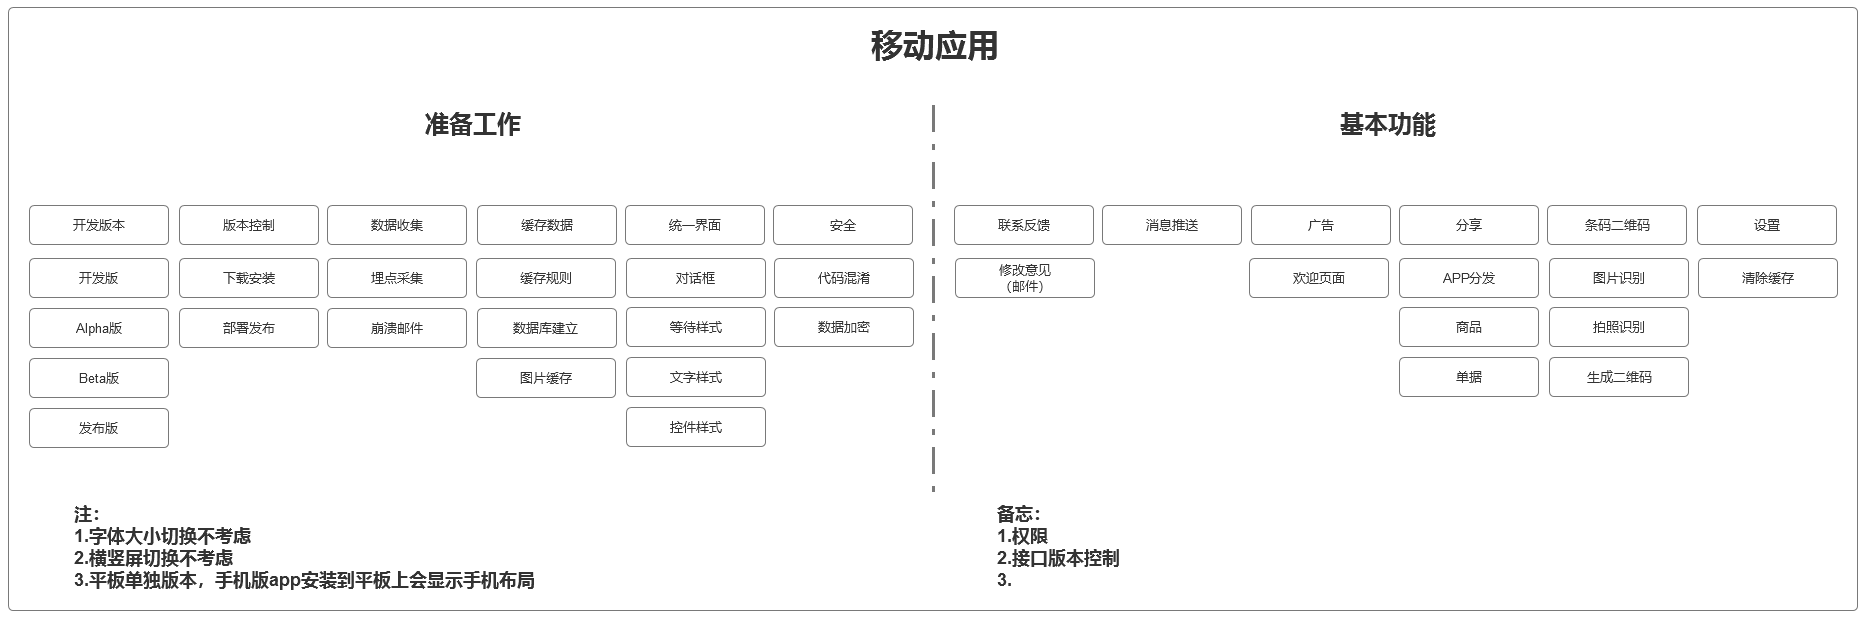 移动应用
准备工作
开发版本
版本控制
数据收集
缓存数据
统一界面
安全
开发版
下载安装
埋点采集
缓存规则
对话框
代码混淆
Alpha版
部署发布
崩溃邮件
数据库建立
等待样式
数据加密
Beta版
图片缓存
文字样式
发布版
控件样式
注：
1.字体大小切换不考虑
2.横竖屏切换不考虑
3.平板单独版本，手机版app安装到平板上会显示手机布局
基本功能
联系反馈
消息推送
广告
分享
条码二维码
设置
修改意见
（邮件）
欢迎页面
APP分发
图片识别
清除缓存
商品
拍照识别
单据
生成二维码
备忘：
1.权限
2.接口版本控制
3.